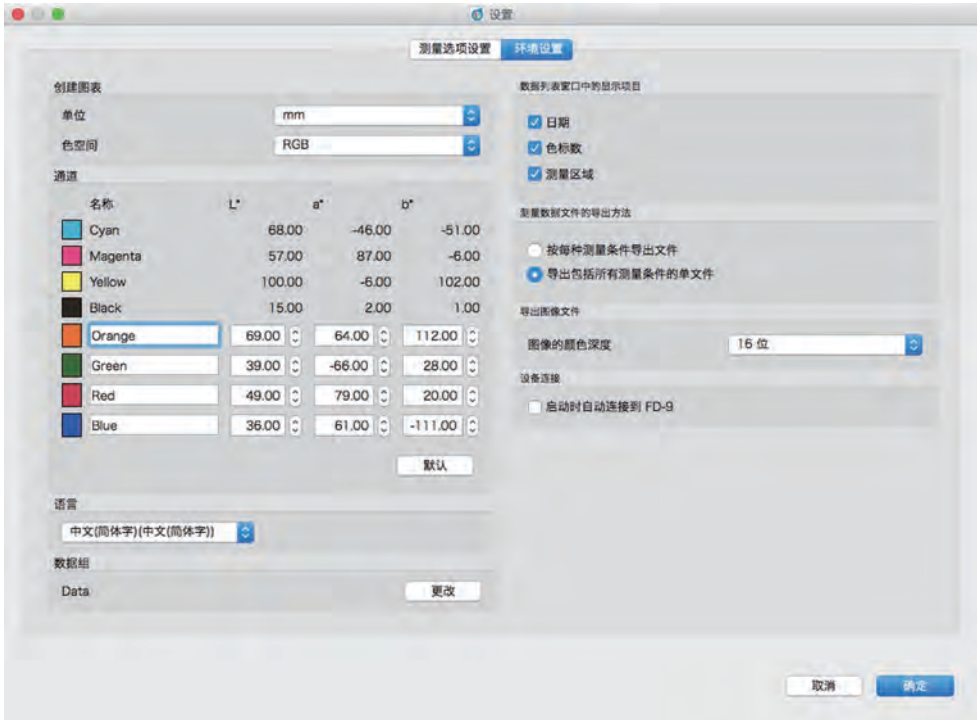 设置
测量选项设置 环境设置
创建图表
单位 mm
色空间 RGB
通道
名称 L* a* b*
Cyan 68.00 -46.00 -51.00
Magenta 57.00 87.00 -6.00
Yellow 100.00 -6.00 102.00
Black 15.00 2.00 1.00
Orange 69.00 64.00 112.00
Green 39.00 -66.00 28.00
Red 49.00 79.00 20.00
Blue 36.00 61.00 -111.00
默认
语言
中文(简体字)(中文(简体字))
数据组
Data 更改
数据列表窗口中的显示项目
日期
色标数
测量区域
测量数据文件的导出方法
按每种测量条件导出文件
导出包括所有测量条件的单文件
导出图像文件
图像的颜色深度 16 位
设备连接
启动时自动连接到 FD-9
取消 确定